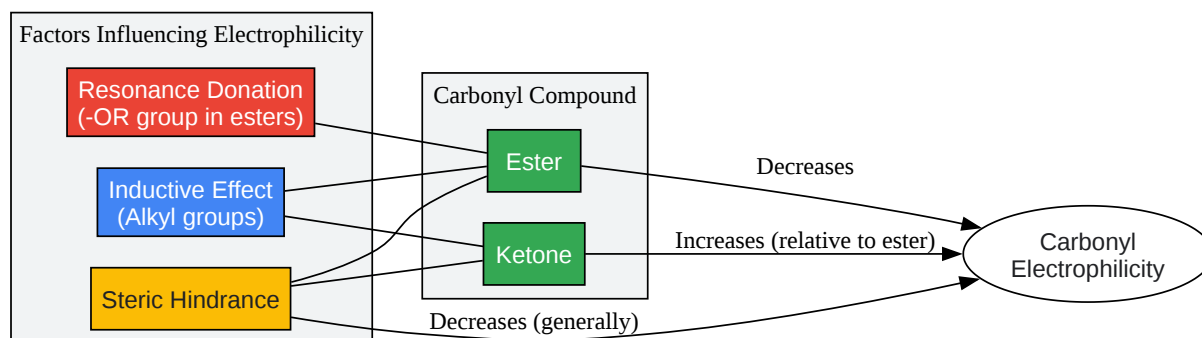 Factors Influencing Electrophilicity
Resonance Donation
(-OR group in esters)
Inductive Effect
(Alkyl groups)
Steric Hindrance
Carbonyl Compound
Ester
Ketone
Decreases
Increases (relative to ester)
Decreases (generally)
Carbonyl
Electrophilicity